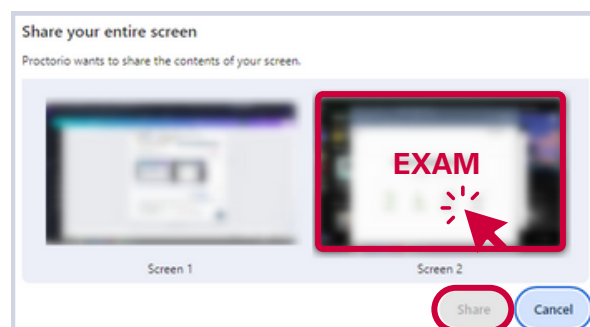 Share your entire screen
Proctorio wants to share the contents of your screen.
EXAM
Screen 1
Screen 2
Share
Cancel